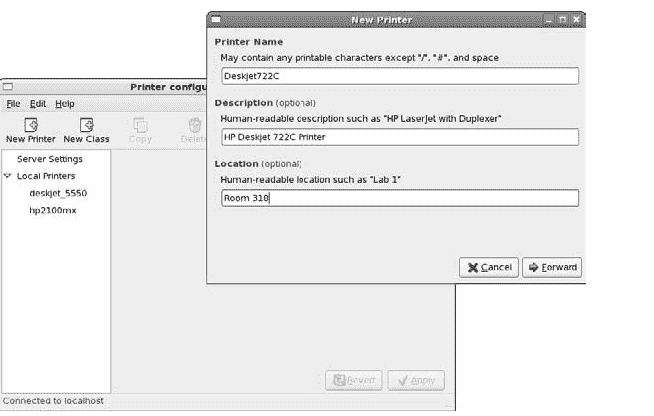 New Printer
Printer Name
May contain any printable characters except "/", "#", and space
Deskjet722C
Description (optional)
Human-readable description such as "HP LaserJet with Duplexer"
HP Deskjet 722C Printer
Location (optional)
Human-readable location such as "Lab 1"
Room 318
Cancel
Forward
Printer configu
File Edit Help
New Printer New Class Copy Delete
Server Settings
Local Printers
deskjet_5550
hp2100mx
Revert Apply
Connected to localhost